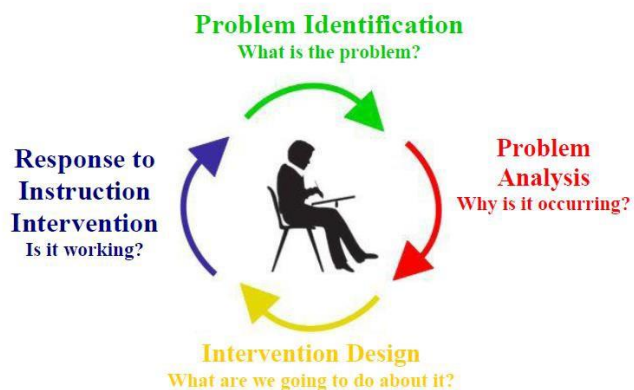 Problem Identification
What is the problem?
Problem
Analysis
Why is it occurring?
Intervention Design
What are we going to do about it?
Response to
Instruction
Intervention
Is it working?